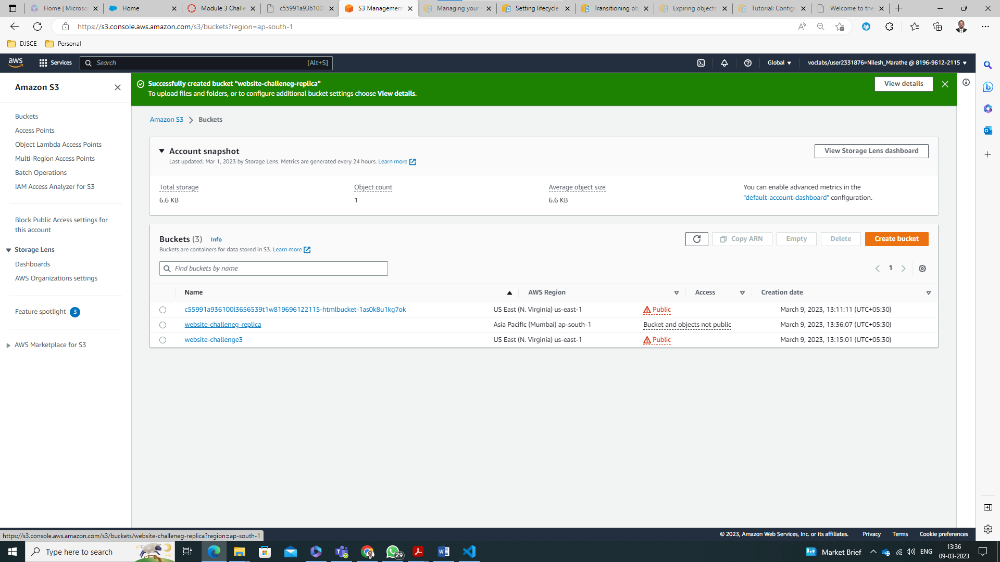 Home | Microso
Home
Module 3 Challe
c55991a936100l
S3 Management
Managing your
Setting lifecycle
Transitioning ob
Expiring objects
Tutorial: Configu
Welcome to the
https://s3.console.aws.amazon.com/s3/buckets?region=ap-south-1
DJSCE
Personal
aws
Services
Search
[Alt+S]
Global
voclabs/user2331876=Nilesh_Marathe @ 8196-9612-2115
Amazon S3
Buckets
Access Points
Object Lambda Access Points
Multi-Region Access Points
Batch Operations
IAM Access Analyzer for S3
Block Public Access settings for
this account
Storage Lens
Dashboards
AWS Organizations settings
Feature spotlight 3
AWS Marketplace for S3
Successfully created bucket "website-challeneg-replica"
To upload files and folders, or to configure additional bucket settings choose View details.
View details
Amazon S3 > Buckets
Account snapshot
Last updated: Mar 1, 2023 by Storage Lens. Metrics are generated every 24 hours. Learn more
View Storage Lens dashboard
Total storage
6.6 KB
Object count
1
Average object size
6.6 KB
You can enable advanced metrics in the
"default-account-dashboard" configuration.
Buckets (3) Info
Buckets are containers for data stored in S3. Learn more
Copy ARN
Empty
Delete
Create bucket
Find buckets by name
1
Name AWS Region Access Creation date
c55991a936100l3656539t1w819696122115-htmlbucket-1as0k8u1kg7ok US East (N. Virginia) us-east-1 Public March 9, 2023, 13:11:11 (UTC+05:30)
website-challeneg-replica Asia Pacific (Mumbai) ap-south-1 Bucket and objects not public March 9, 2023, 13:36:07 (UTC+05:30)
website-challenge3 US East (N. Virginia) us-east-1 Public March 9, 2023, 13:15:01 (UTC+05:30)
https://s3.console.aws.amazon.com/s3/buckets/website-challeneg-replica?region=ap-south-1
© 2023, Amazon Web Services, Inc. or its affiliates. Privacy Terms Cookie preferences
Type here to search
29
Market Brief
ENG
13:36
09-03-2023